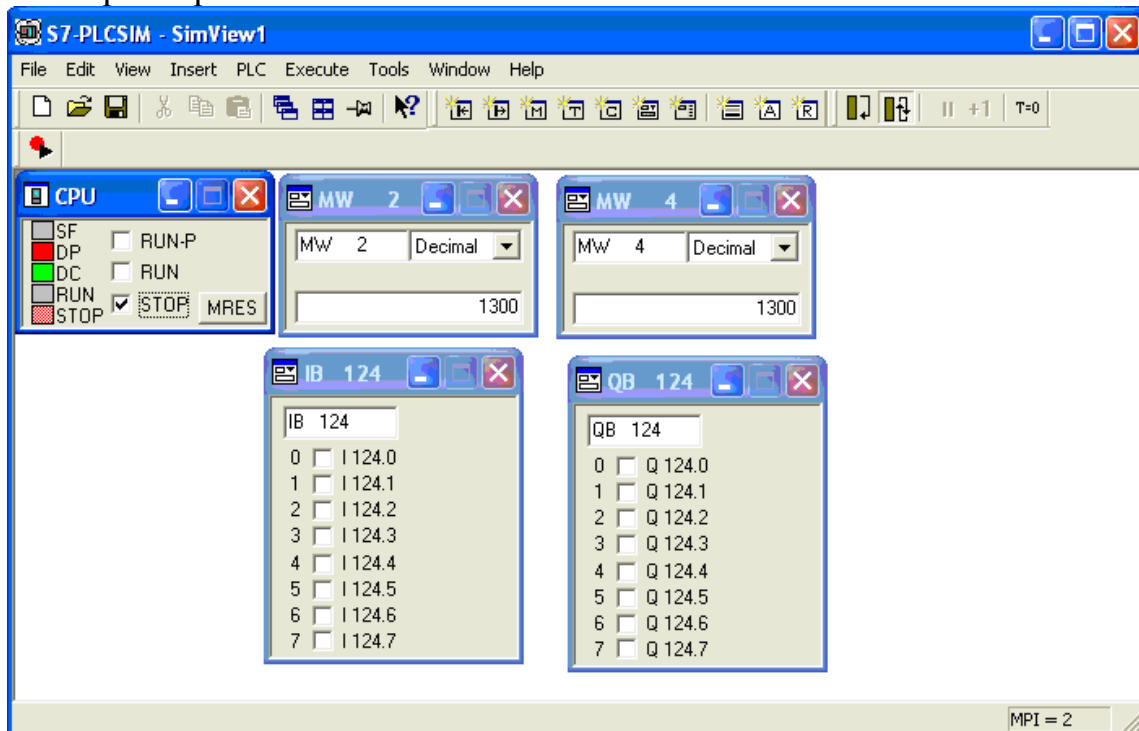 S7-PLCSIM - SimView1
File Edit View Insert PLC Execute Tools Window Help
+1 T=0
CPU
SF
DP
DC
RUN
STOP
RUN-P
RUN
STOP
MRES
MW 2
MW 2 Decimal
1300
MW 4
MW 4 Decimal
1300
IB 124
IB 124
0 I 124.0
1 I 124.1
2 I 124.2
3 I 124.3
4 I 124.4
5 I 124.5
6 I 124.6
7 I 124.7
QB 124
QB 124
0 Q 124.0
1 Q 124.1
2 Q 124.2
3 Q 124.3
4 Q 124.4
5 Q 124.5
6 Q 124.6
7 Q 124.7
MPI = 2